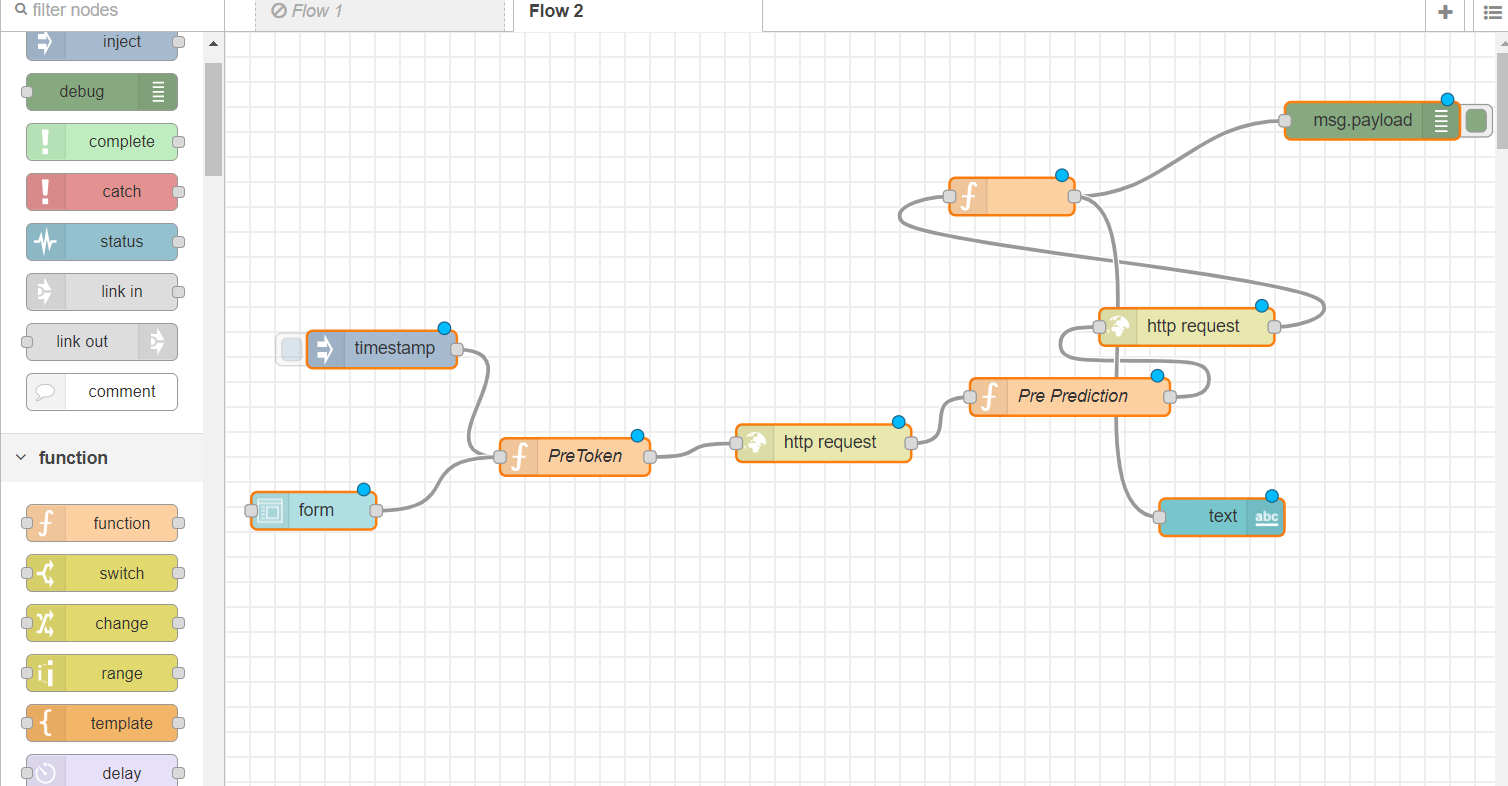 filter nodes
Flow 1
Flow 2
inject
debug
complete
catch
status
link in
link out
comment
function
function
switch
change
range
template
delay
msg.payload
http request
timestamp
Pre Prediction
http request
PreToken
form
text
abc